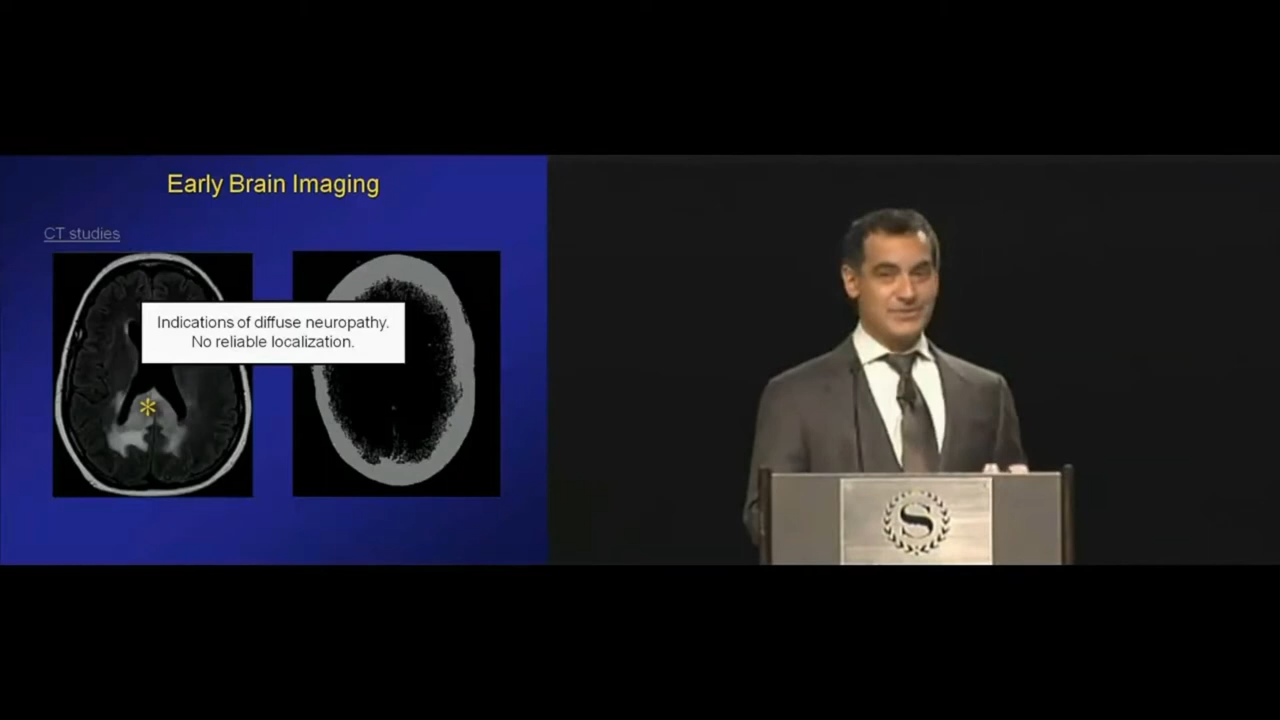 Early Brain Imaging
CT studies
Indications of diffuse neuropathy.
No reliable localization.
*
S